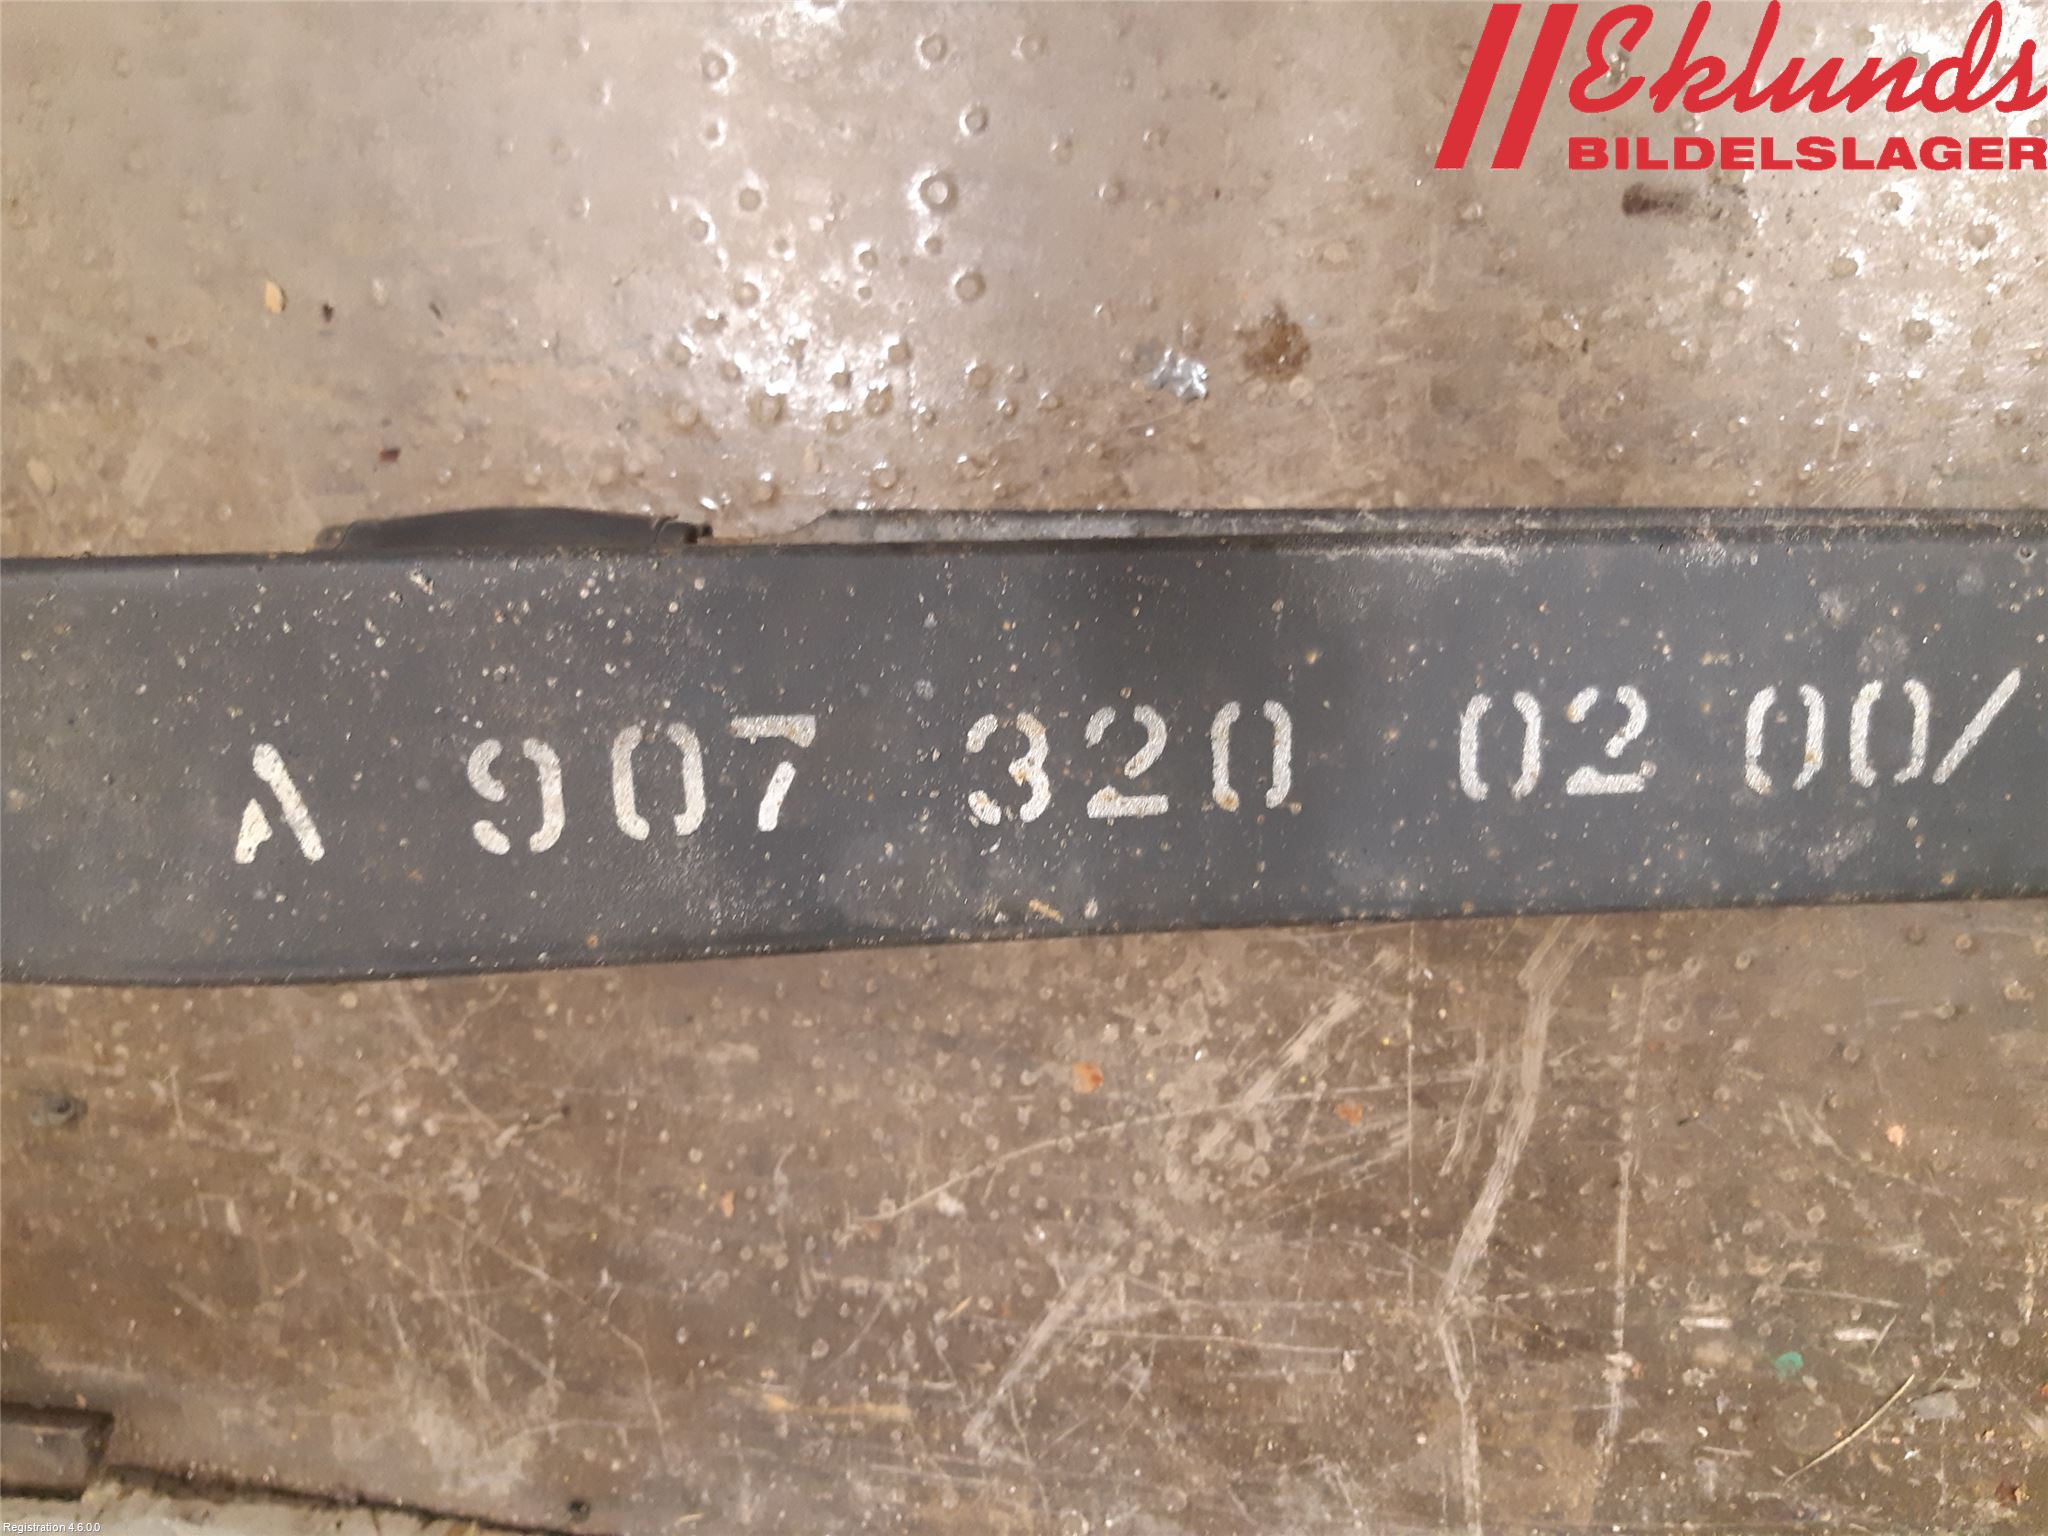 Eklunds
BILDELSLAGER
A 907 320 02 00/
Registration 4.6.0.0